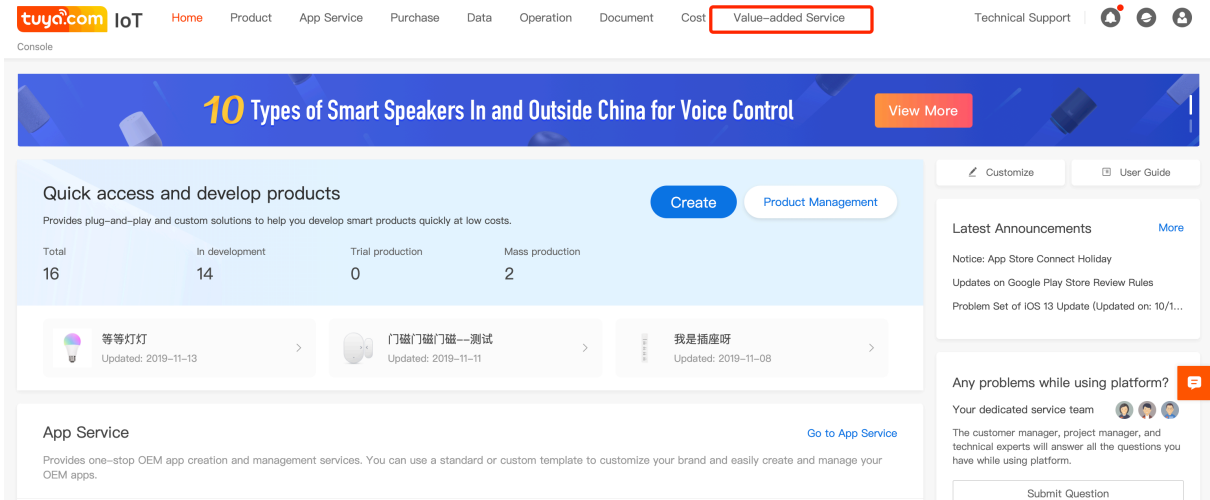 tuya.com IoT
Home Product App Service Purchase Data Operation Document Cost Value-added Service Technical Support
Console
10 Types of Smart Speakers In and Outside China for Voice Control
View More
Quick access and develop products
Provides plug-and-play and custom solutions to help you develop smart products quickly at low costs.
Create
Product Management
Total In development Trial production Mass production
16 14 0 2
等等灯灯
Updated: 2019-11-13
门磁门磁门磁--测试
Updated: 2019-11-11
我是插座呀
Updated: 2019-11-08
App Service
Go to App Service
Provides one-stop OEM app creation and management services. You can use a standard or custom template to customize your brand and easily create and manage your
OEM apps.
Customize
User Guide
Latest Announcements
More
Notice: App Store Connect Holiday
Updates on Google Play Store Review Rules
Problem Set of iOS 13 Update (Updated on: 10/1...
Any problems while using platform?
Your dedicated service team
The customer manager, project manager, and
technical experts will answer all the questions you
have while using platform.
Submit Question